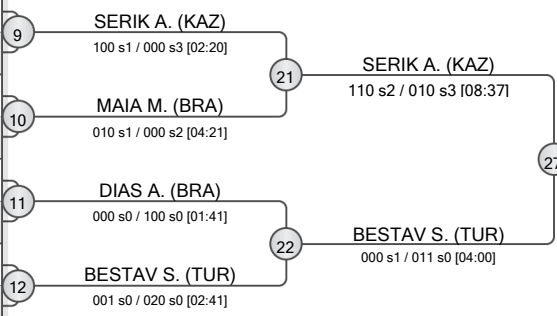 9
SERIK A. (KAZ)
100 s1 / 000 s3 [02:20]
21
SERIK A. (KAZ)
110 s2 / 010 s3 [08:37]
10
MAIA M. (BRA)
010 s1 / 000 s2 [04:21]
27
11
DIAS A. (BRA)
000 s0 / 100 s0 [01:41]
22
BESTAV S. (TUR)
000 s1 / 011 s0 [04:00]
12
BESTAV S. (TUR)
001 s0 / 020 s0 [02:41]